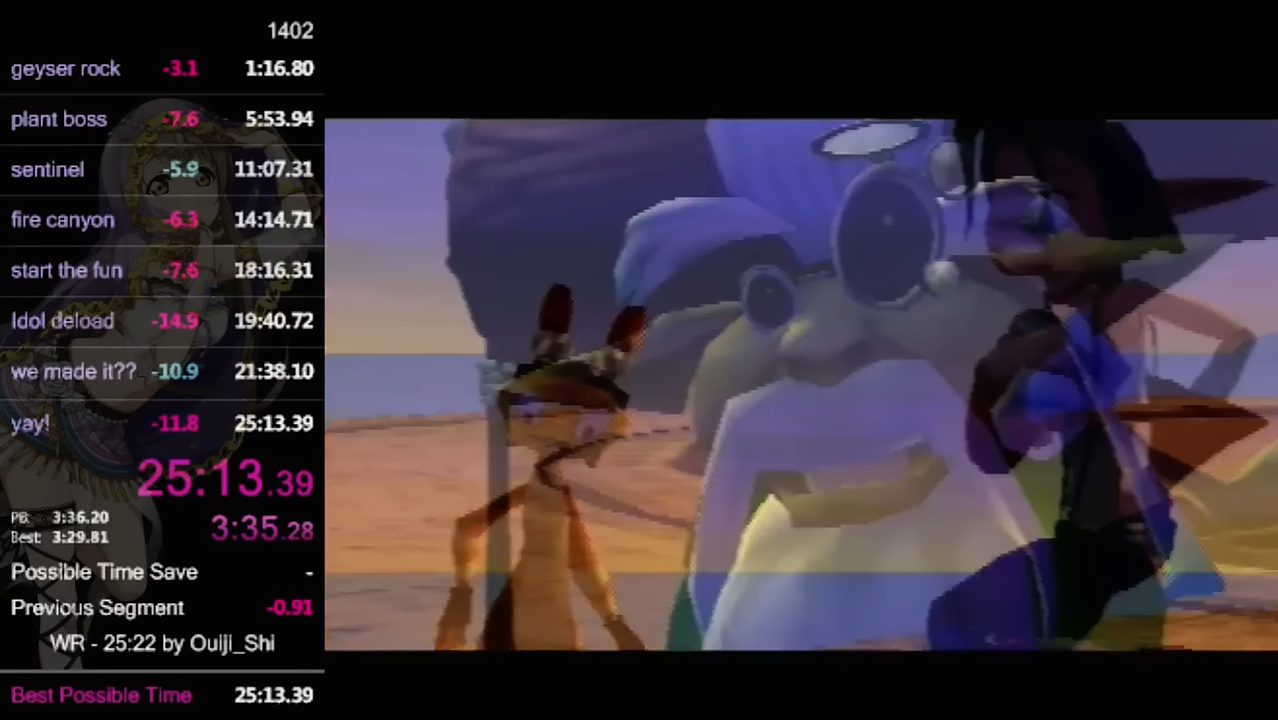 1402
geyser rock -3.1 1:16.80
plant boss -7.6 5:53.94
sentinel -5.9 11:07.31
fire canyon -6.3 14:14.71
start the fun -7.6 18:16.31
Idol deload -14.9 19:40.72
we made it?? -10.9 21:38.10
yay! -11.8 25:13.39
25:13.39
PB: 3:36.20
Best: 3:29.81
3:35.28
Possible Time Save -
Previous Segment -0.91
WR - 25:22 by Ouiji_Shi
Best Possible Time 25:13.39